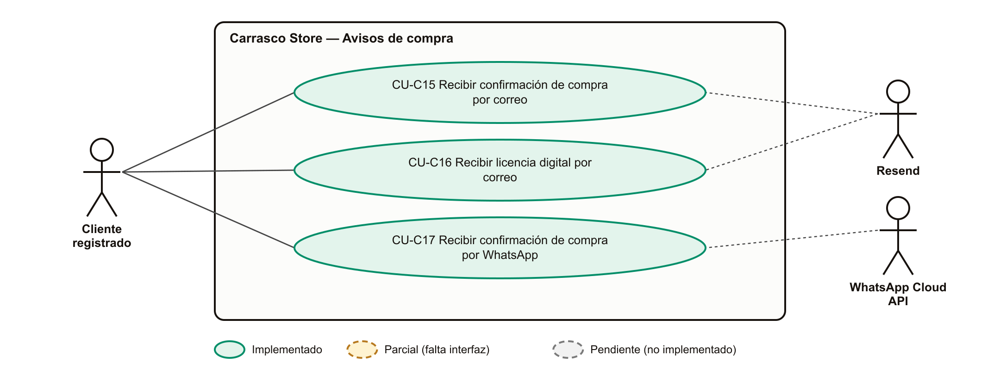 Carrasco Store — Avisos de compra
CU-C15 Recibir confirmación de compra
por correo
CU-C16 Recibir licencia digital por
correo
CU-C17 Recibir confirmación de compra
por WhatsApp
Cliente
registrado
Resend
WhatsApp Cloud
API
Implementado
Parcial (falta interfaz)
Pendiente (no implementado)